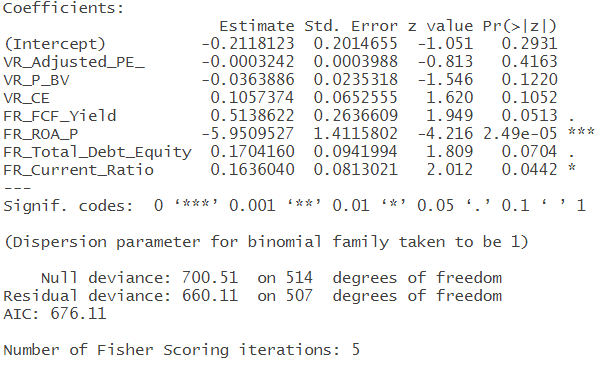 Coefficients:
Estimate Std. Error z value Pr(>|z|)
(Intercept) -0.2118123 0.2014655 -1.051 0.2931
VR_Adjusted_PE_ -0.0003242 0.0003988 -0.813 0.4163
VR_P_BV -0.0363886 0.0235318 -1.546 0.1220
VR_CE 0.1057374 0.0652555 1.620 0.1052
FR_FCF_Yield 0.5138622 0.2636609 1.949 0.0513 .
FR_ROA_P -5.9509527 1.4115802 -4.216 2.49e-05 ***
FR_Total_Debt_Equity 0.1704160 0.0941994 1.809 0.0704 .
FR_Current_Ratio 0.1636040 0.0813021 2.012 0.0442 *
---
Signif. codes: 0 ‘***’ 0.001 ‘**’ 0.01 ‘*’ 0.05 ‘.’ 0.1 ‘ ’ 1
(Dispersion parameter for binomial family taken to be 1)
Null deviance: 700.51 on 514 degrees of freedom
Residual deviance: 660.11 on 507 degrees of freedom
AIC: 676.11
Number of Fisher Scoring iterations: 5